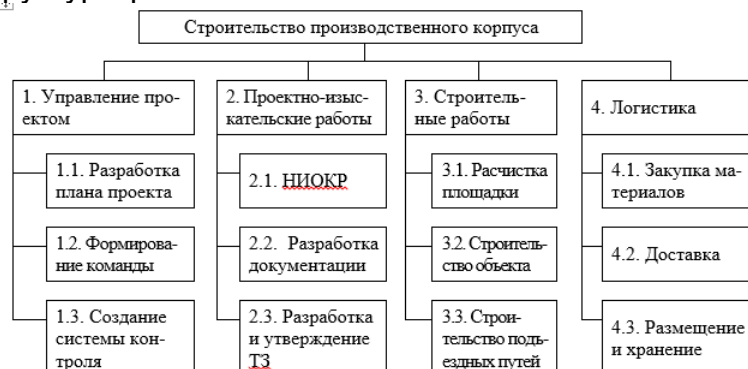 Строительство производственного корпуса
1. Управление про-
ектом
2. Проектно-изыс-
кательские работы
3. Строитель-
ные работы
4. Логистика
1.1. Разработка
плана проекта
2.1. НИОКР
3.1. Расчистка
площадки
4.1. Закупка ма-
териалов
1.2. Формирова-
ние команды
2.2. Разработка
документации
3.2. Строитель-
ство объекта
4.2. Доставка
1.3. Создание
системы кон-
троля
2.3. Разработка
и утверждение
ТЗ
3.3. Строи-
тельство подъ-
ездных путей
4.3. Размещение
и хранение